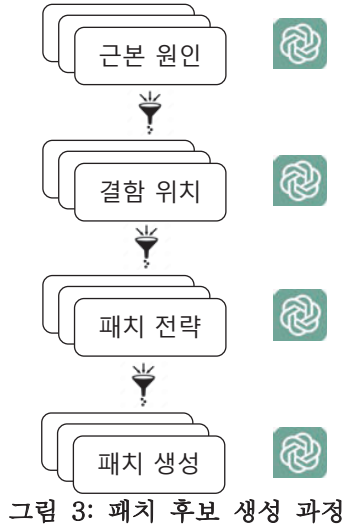 근본 원인
결함 위치
패치 전략
패치 생성
그림 3: 패치 후보 생성 과정